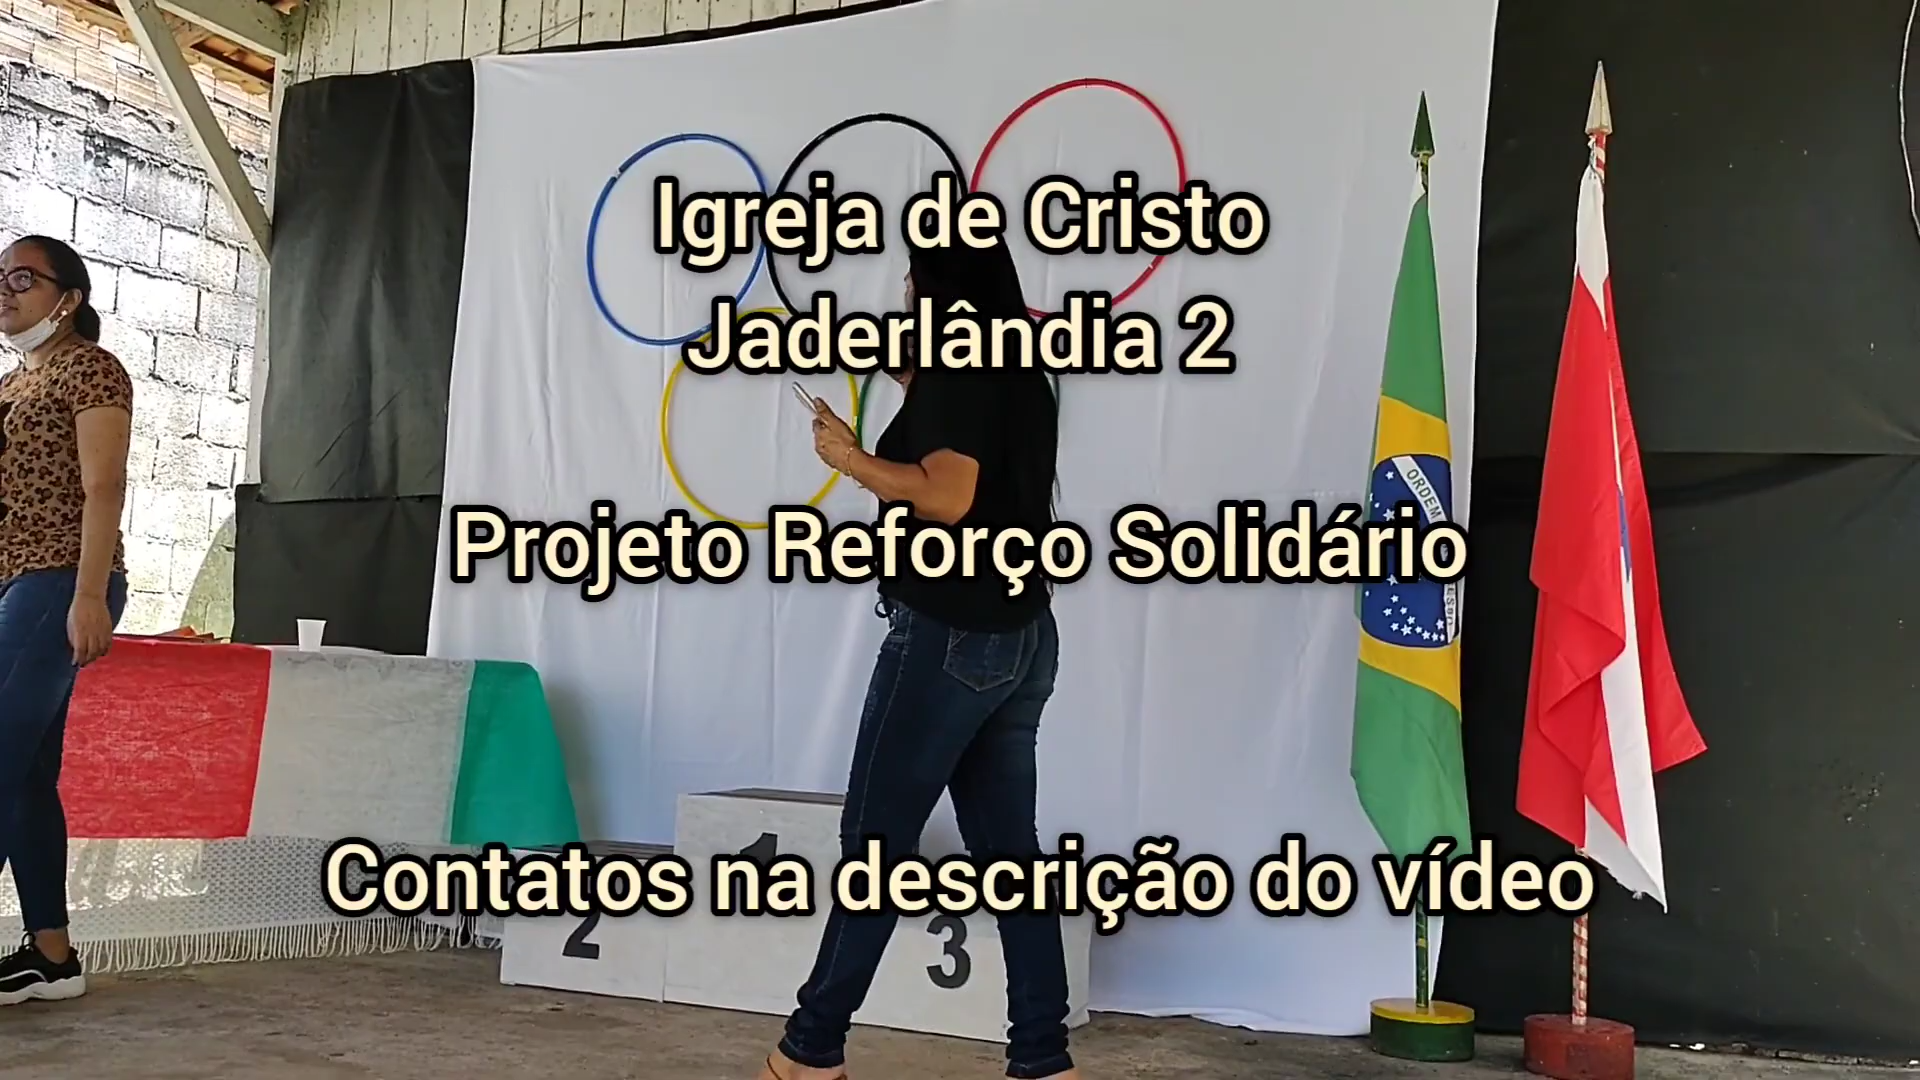 Igreja de Cristo
Jaderlândia 2
Projeto Reforço Solidário
Contatos na descrição do vídeo
ORDEM
1
2
3